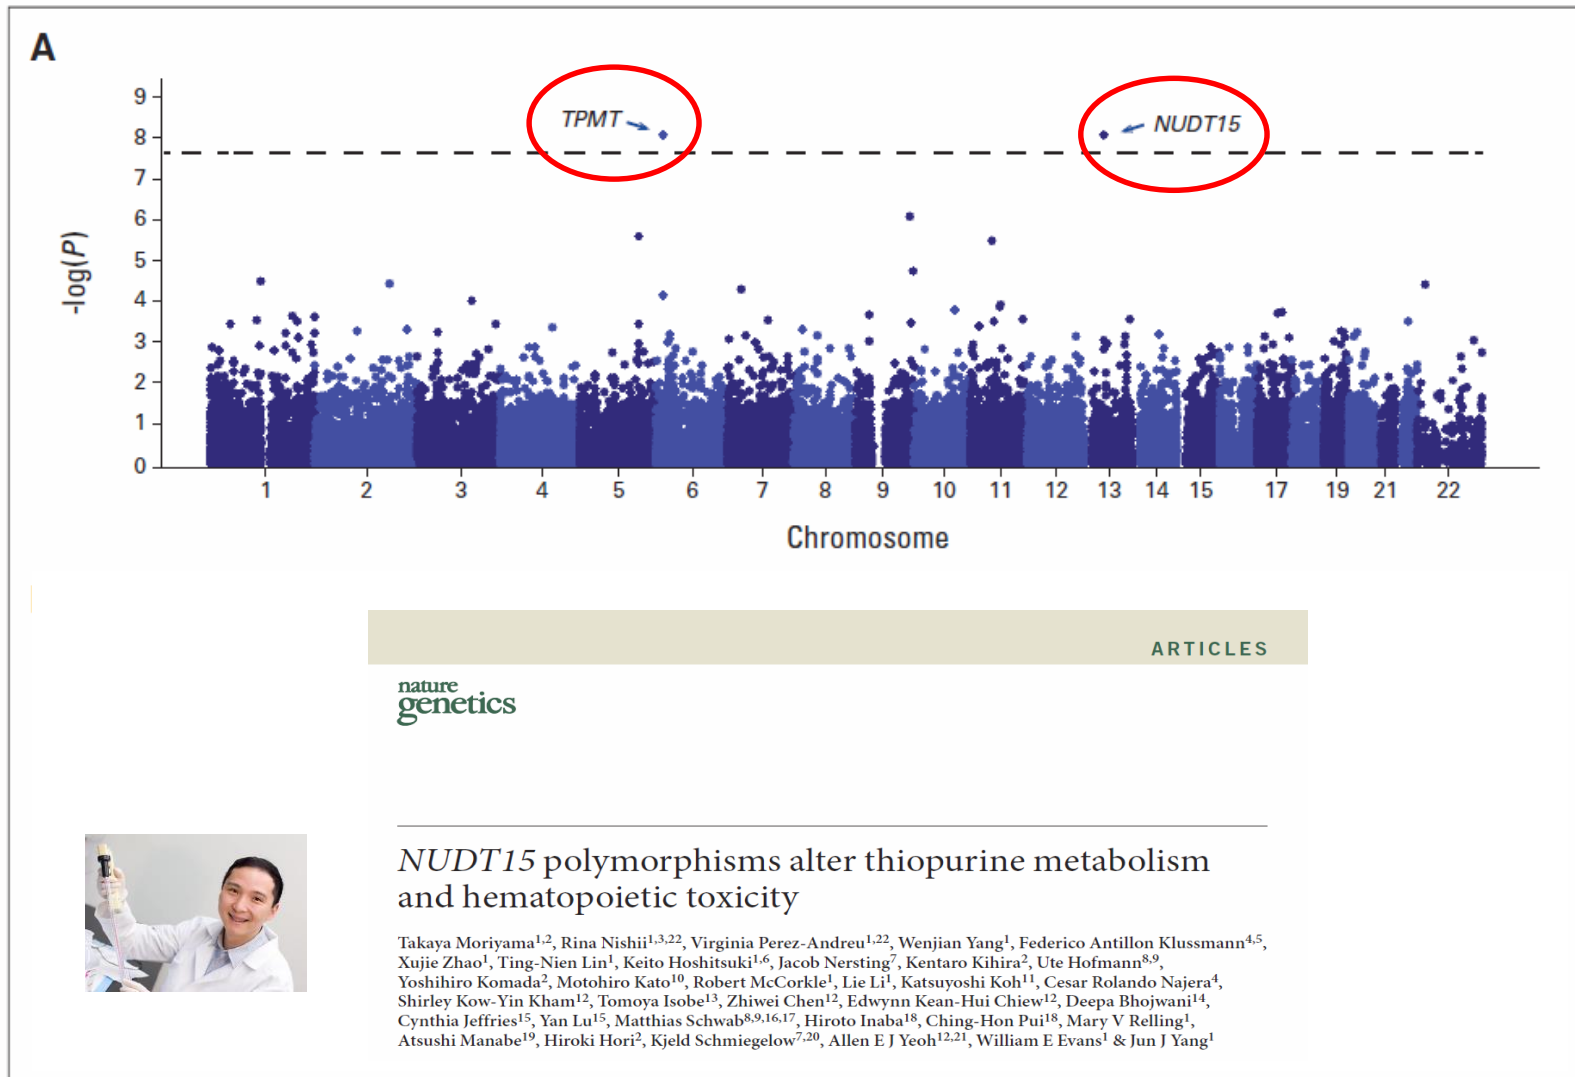 A
9
8
7
6
5
4
3
2
1
0
-log(P)
TPMT
NUDT15
1 2 3 4 5 6 7 8 9 10 11 12 13 14 15 17 19 21 22
Chromosome
ARTICLES
nature
genetics
NUDT15 polymorphisms alter thiopurine metabolism
and hematopoietic toxicity
Takaya Moriyama1,2, Rina Nishii1,3,22, Virginia Perez-Andreu1,22, Wenjian Yang1, Federico Antillon Klussmann4,5,
Xujie Zhao1, Ting-Nien Lin1, Keito Hoshitsuki1,6, Jacob Nersting7, Kentaro Kihira2, Ute Hofmann8,9,
Yoshihiro Komada2, Motohiro Kato10, Robert McCorkle1, Lie Li1, Katsuyoshi Koh11, Cesar Rolando Najera4,
Shirley Kow-Yin Kham12, Tomoya Isobe13, Zhiwei Chen12, Edwynn Kean-Hui Chiew12, Deepa Bhojwani14,
Cynthia Jeffries15, Yan Lu15, Matthias Schwab8,9,16,17, Hiroto Inaba18, Ching-Hon Pui18, Mary V Relling1,
Atsushi Manabe19, Hiroki Hori2, Kjeld Schmiegelow7,20, Allen E J Yeoh12,21, William E Evans1 & Jun J Yang1